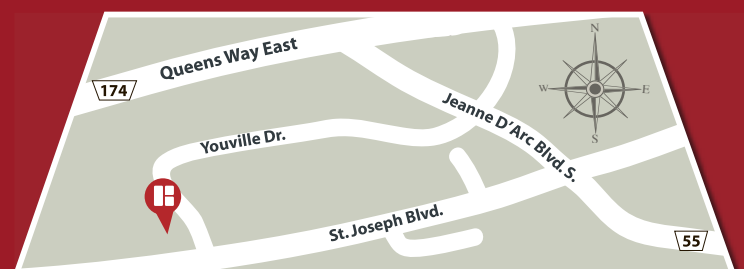 N
Queens Way East
174
W
E
Jeanne D'Arc Blvd. S.
Youville Dr.
S
St. Joseph Blvd.
55